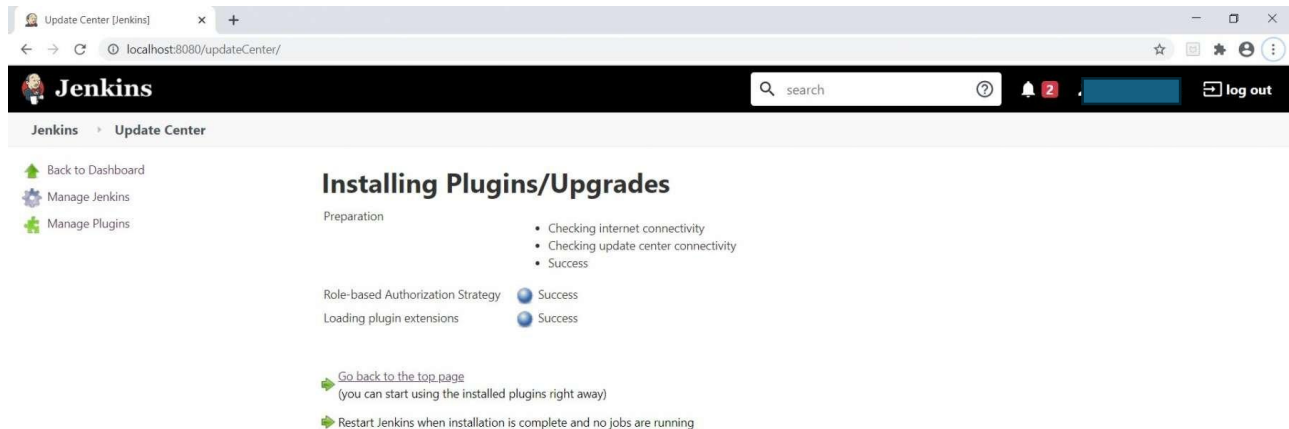 Update Center [Jenkins]
localhost:8080/updateCenter/
Jenkins
search
2
log out
Jenkins Update Center
Back to Dashboard
Manage Jenkins
Manage Plugins
Installing Plugins/Upgrades
Preparation
Checking internet connectivity
Checking update center connectivity
Success
Role-based Authorization Strategy Success
Loading plugin extensions Success
Go back to the top page
(you can start using the installed plugins right away)
Restart Jenkins when installation is complete and no jobs are running